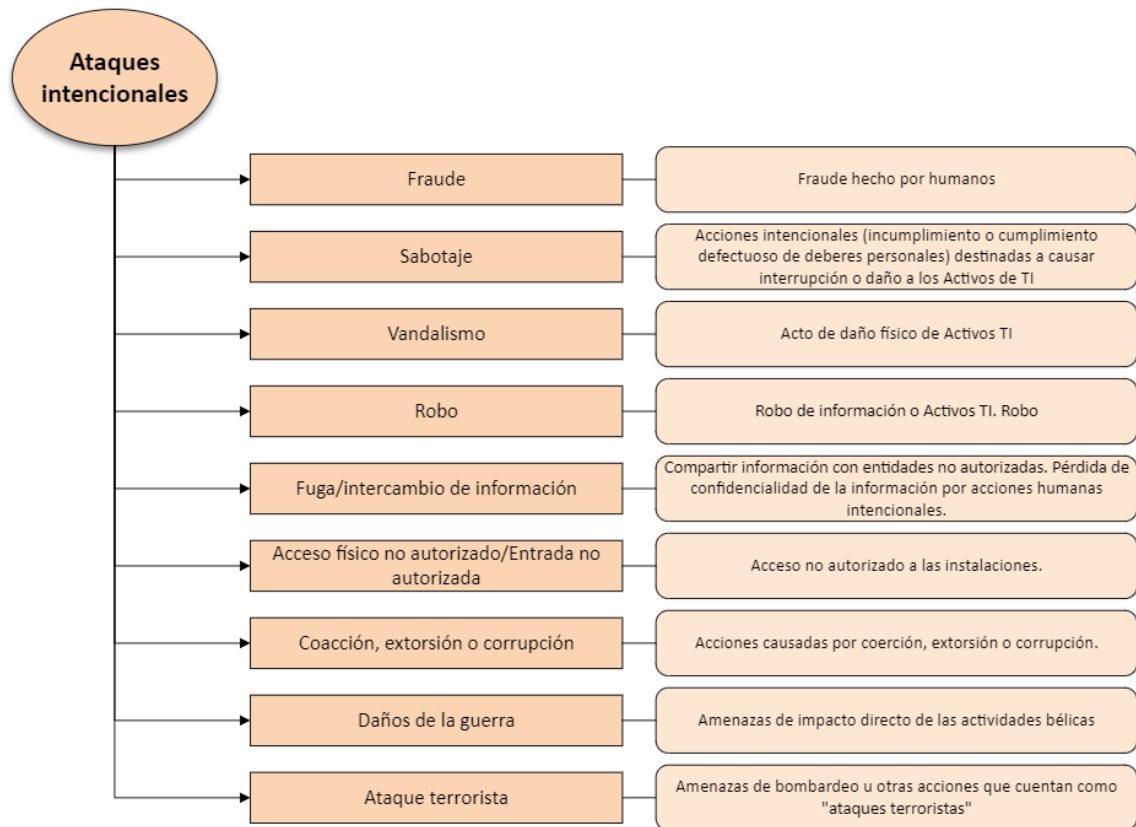 Ataques
intencionales
Fraude
Fraude hecho por humanos
Sabotaje
Acciones intencionales (incumplimiento o cumplimiento
defectuoso de deberes personales) destinadas a causar
interrupción o daño a los Activos de TI
Vandalismo
Acto de daño físico de Activos TI
Robo
Robo de información o Activos TI. Robo
Fuga/intercambio de información
Compartir información con entidades no autorizadas. Pérdida de
confidencialidad de la información por acciones humanas
intencionales.
Acceso físico no autorizado/Entrada no
autorizada
Acceso no autorizado a las instalaciones.
Coacción, extorsión o corrupción
Acciones causadas por coerción, extorsión o corrupción.
Daños de la guerra
Amenazas de impacto directo de las actividades bélicas
Ataque terrorista
Amenazas de bombardeo u otras acciones que cuentan como
"ataques terroristas"